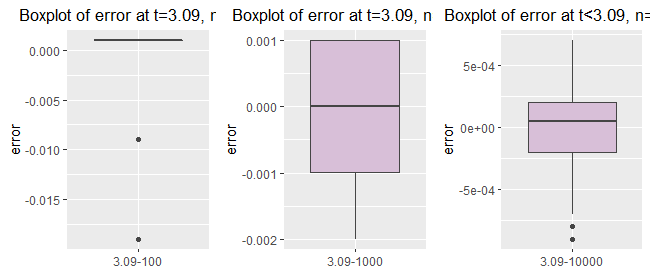 Boxplot of error at t=3.09, n
0.000
-0.005
-0.010
-0.015
error
3.09-100
Boxplot of error at t=3.09, n
0.001
0.000
-0.001
-0.002
error
3.09-1000
Boxplot of error at t<3.09, n=
5e-04
0e+00
-5e-04
error
3.09-10000